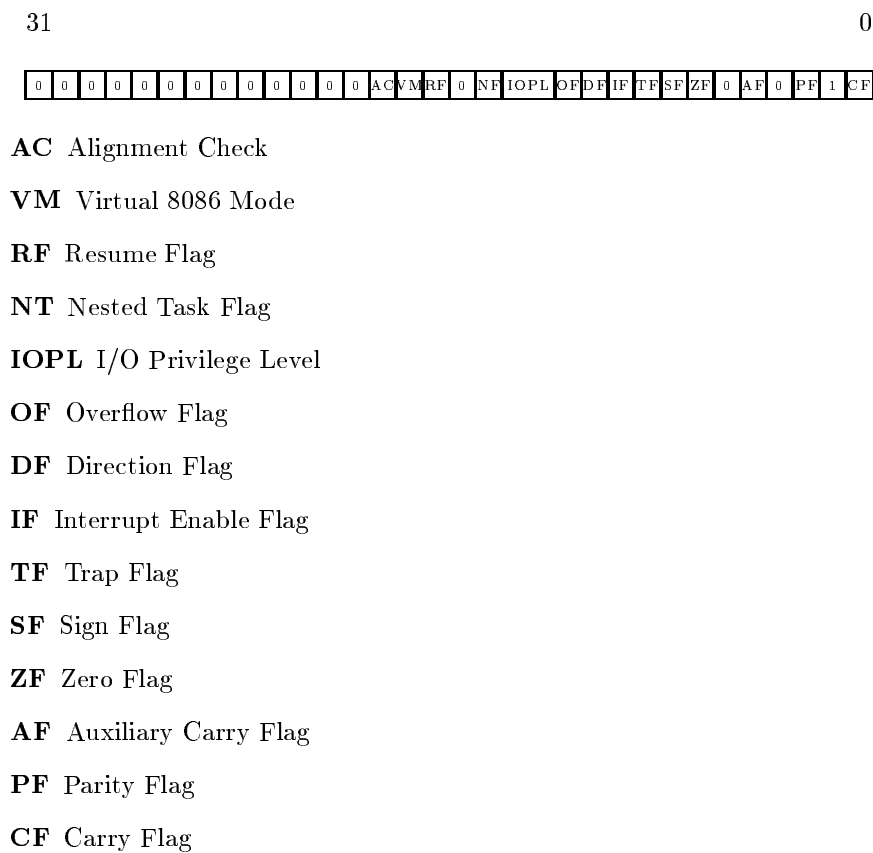 31 0
0 0 0 0 0 0 0 0 0 0 0 0 0 AC VM RF 0 NF IOPL OF DF IF TF SF ZF 0 AF 0 PF 1 CF
AC Alignment Check
VM Virtual 8086 Mode
RF Resume Flag
NT Nested Task Flag
IOPL I/O Privilege Level
OF Overflow Flag
DF Direction Flag
IF Interrupt Enable Flag
TF Trap Flag
SF Sign Flag
ZF Zero Flag
AF Auxiliary Carry Flag
PF Parity Flag
CF Carry Flag